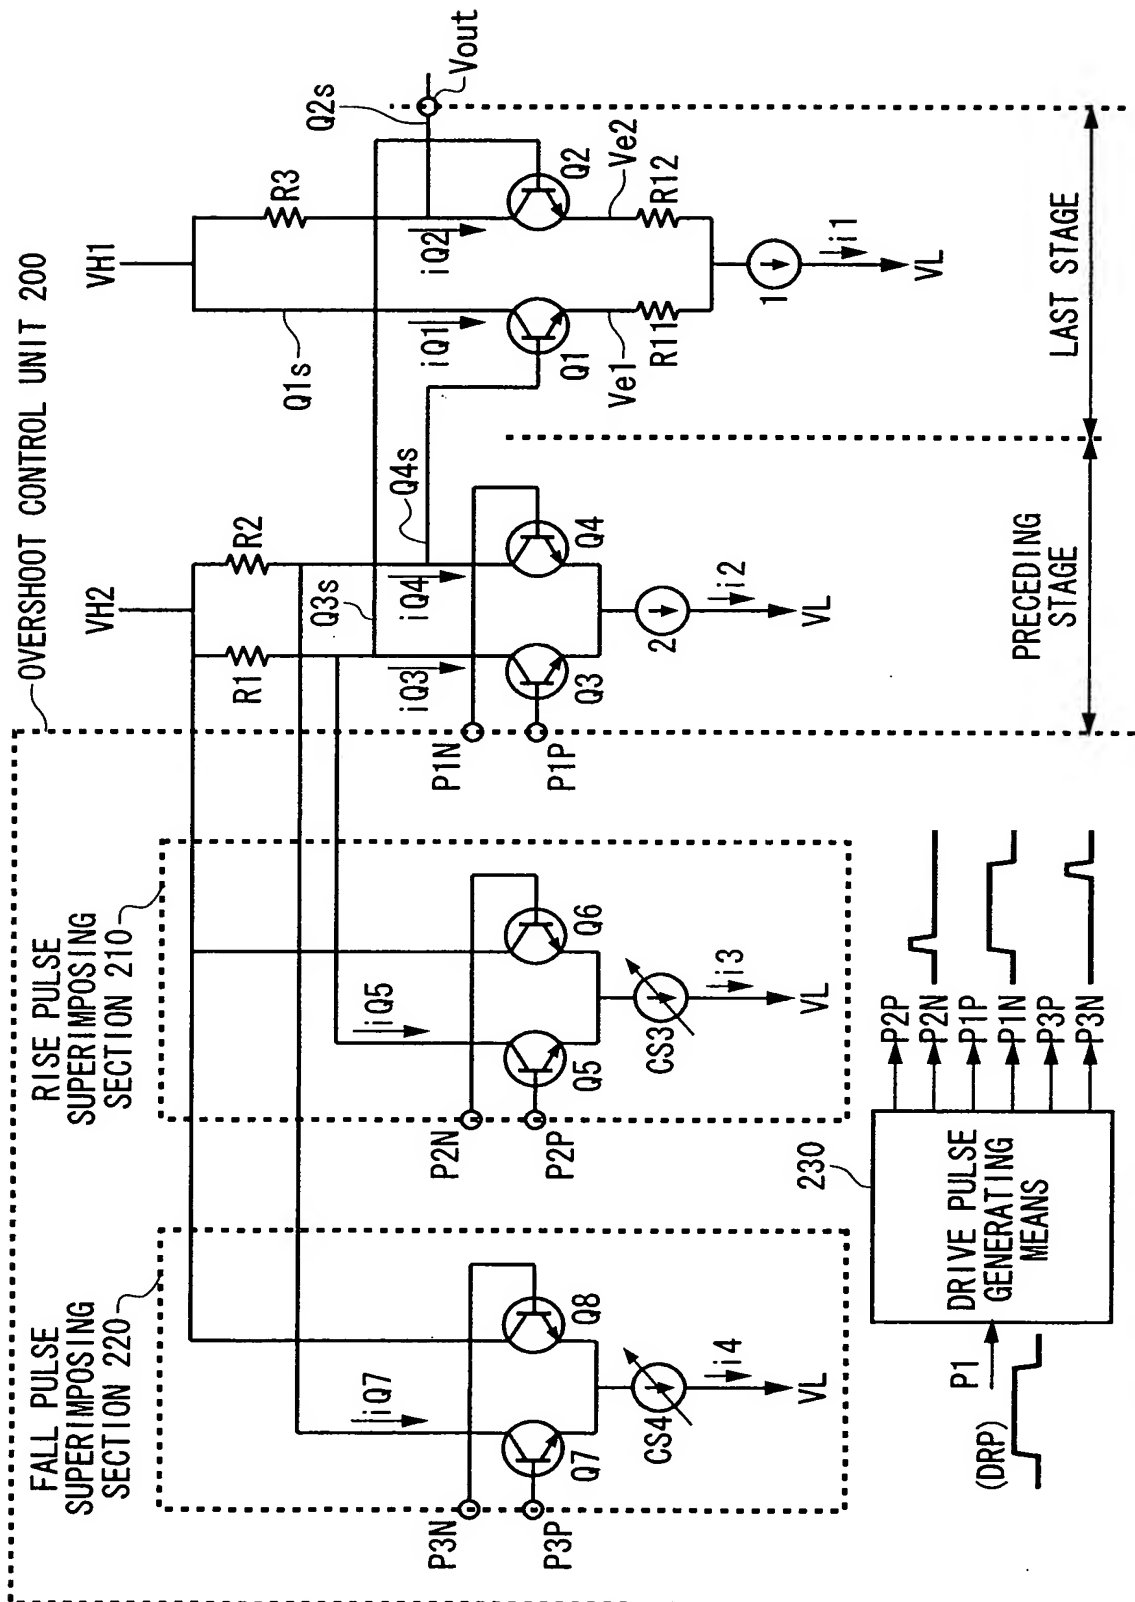 OVERSHOOT CONTROL UNIT 200
FALL PULSE
SUPERIMPOSING
SECTION 220
RISE PULSE
SUPERIMPOSING
SECTION 210
VH2
VH1
R1
R2
R3
Q1s
Q2s
Vout
Q3s
Q4s
iQ7
iQ5
iQ3
iQ4
iQ1
iQ2
P3N
P3P
P2N
P2P
P1N
P1P
Q7
Q8
Q5
Q6
Q3
Q4
Q1
Q2
Ve1
Ve2
R11
R12
CS4
i4
VL
CS3
i3
VL
2
i2
VL
1
i1
VL
PRECEDING
STAGE
LAST STAGE
230
(DRP)
P1
DRIVE PULSE
GENERATING
MEANS
P2P
P2N
P1P
P1N
P3P
P3N